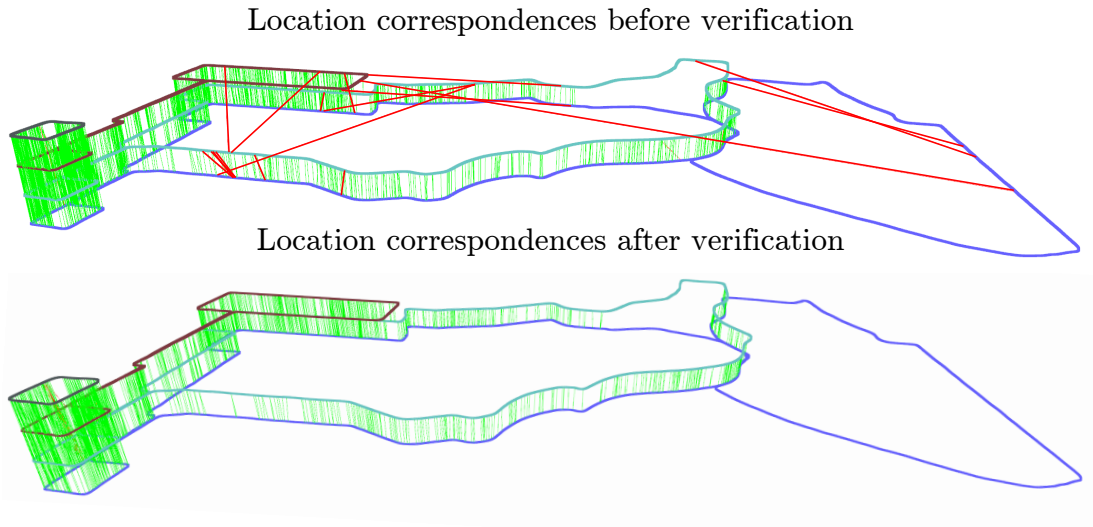 Location correspondences before verification
Location correspondences after verification